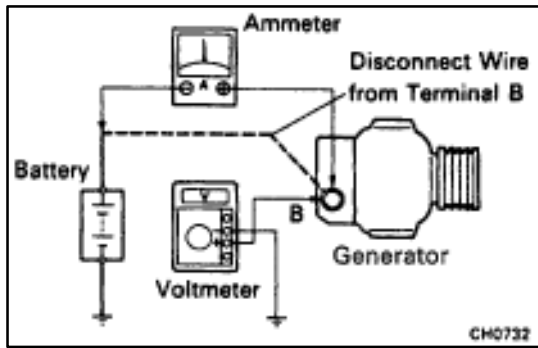 Ammeter
A
Disconnect Wire
from Terminal B
Battery
V
B
Voltmeter
Generator
CH0732